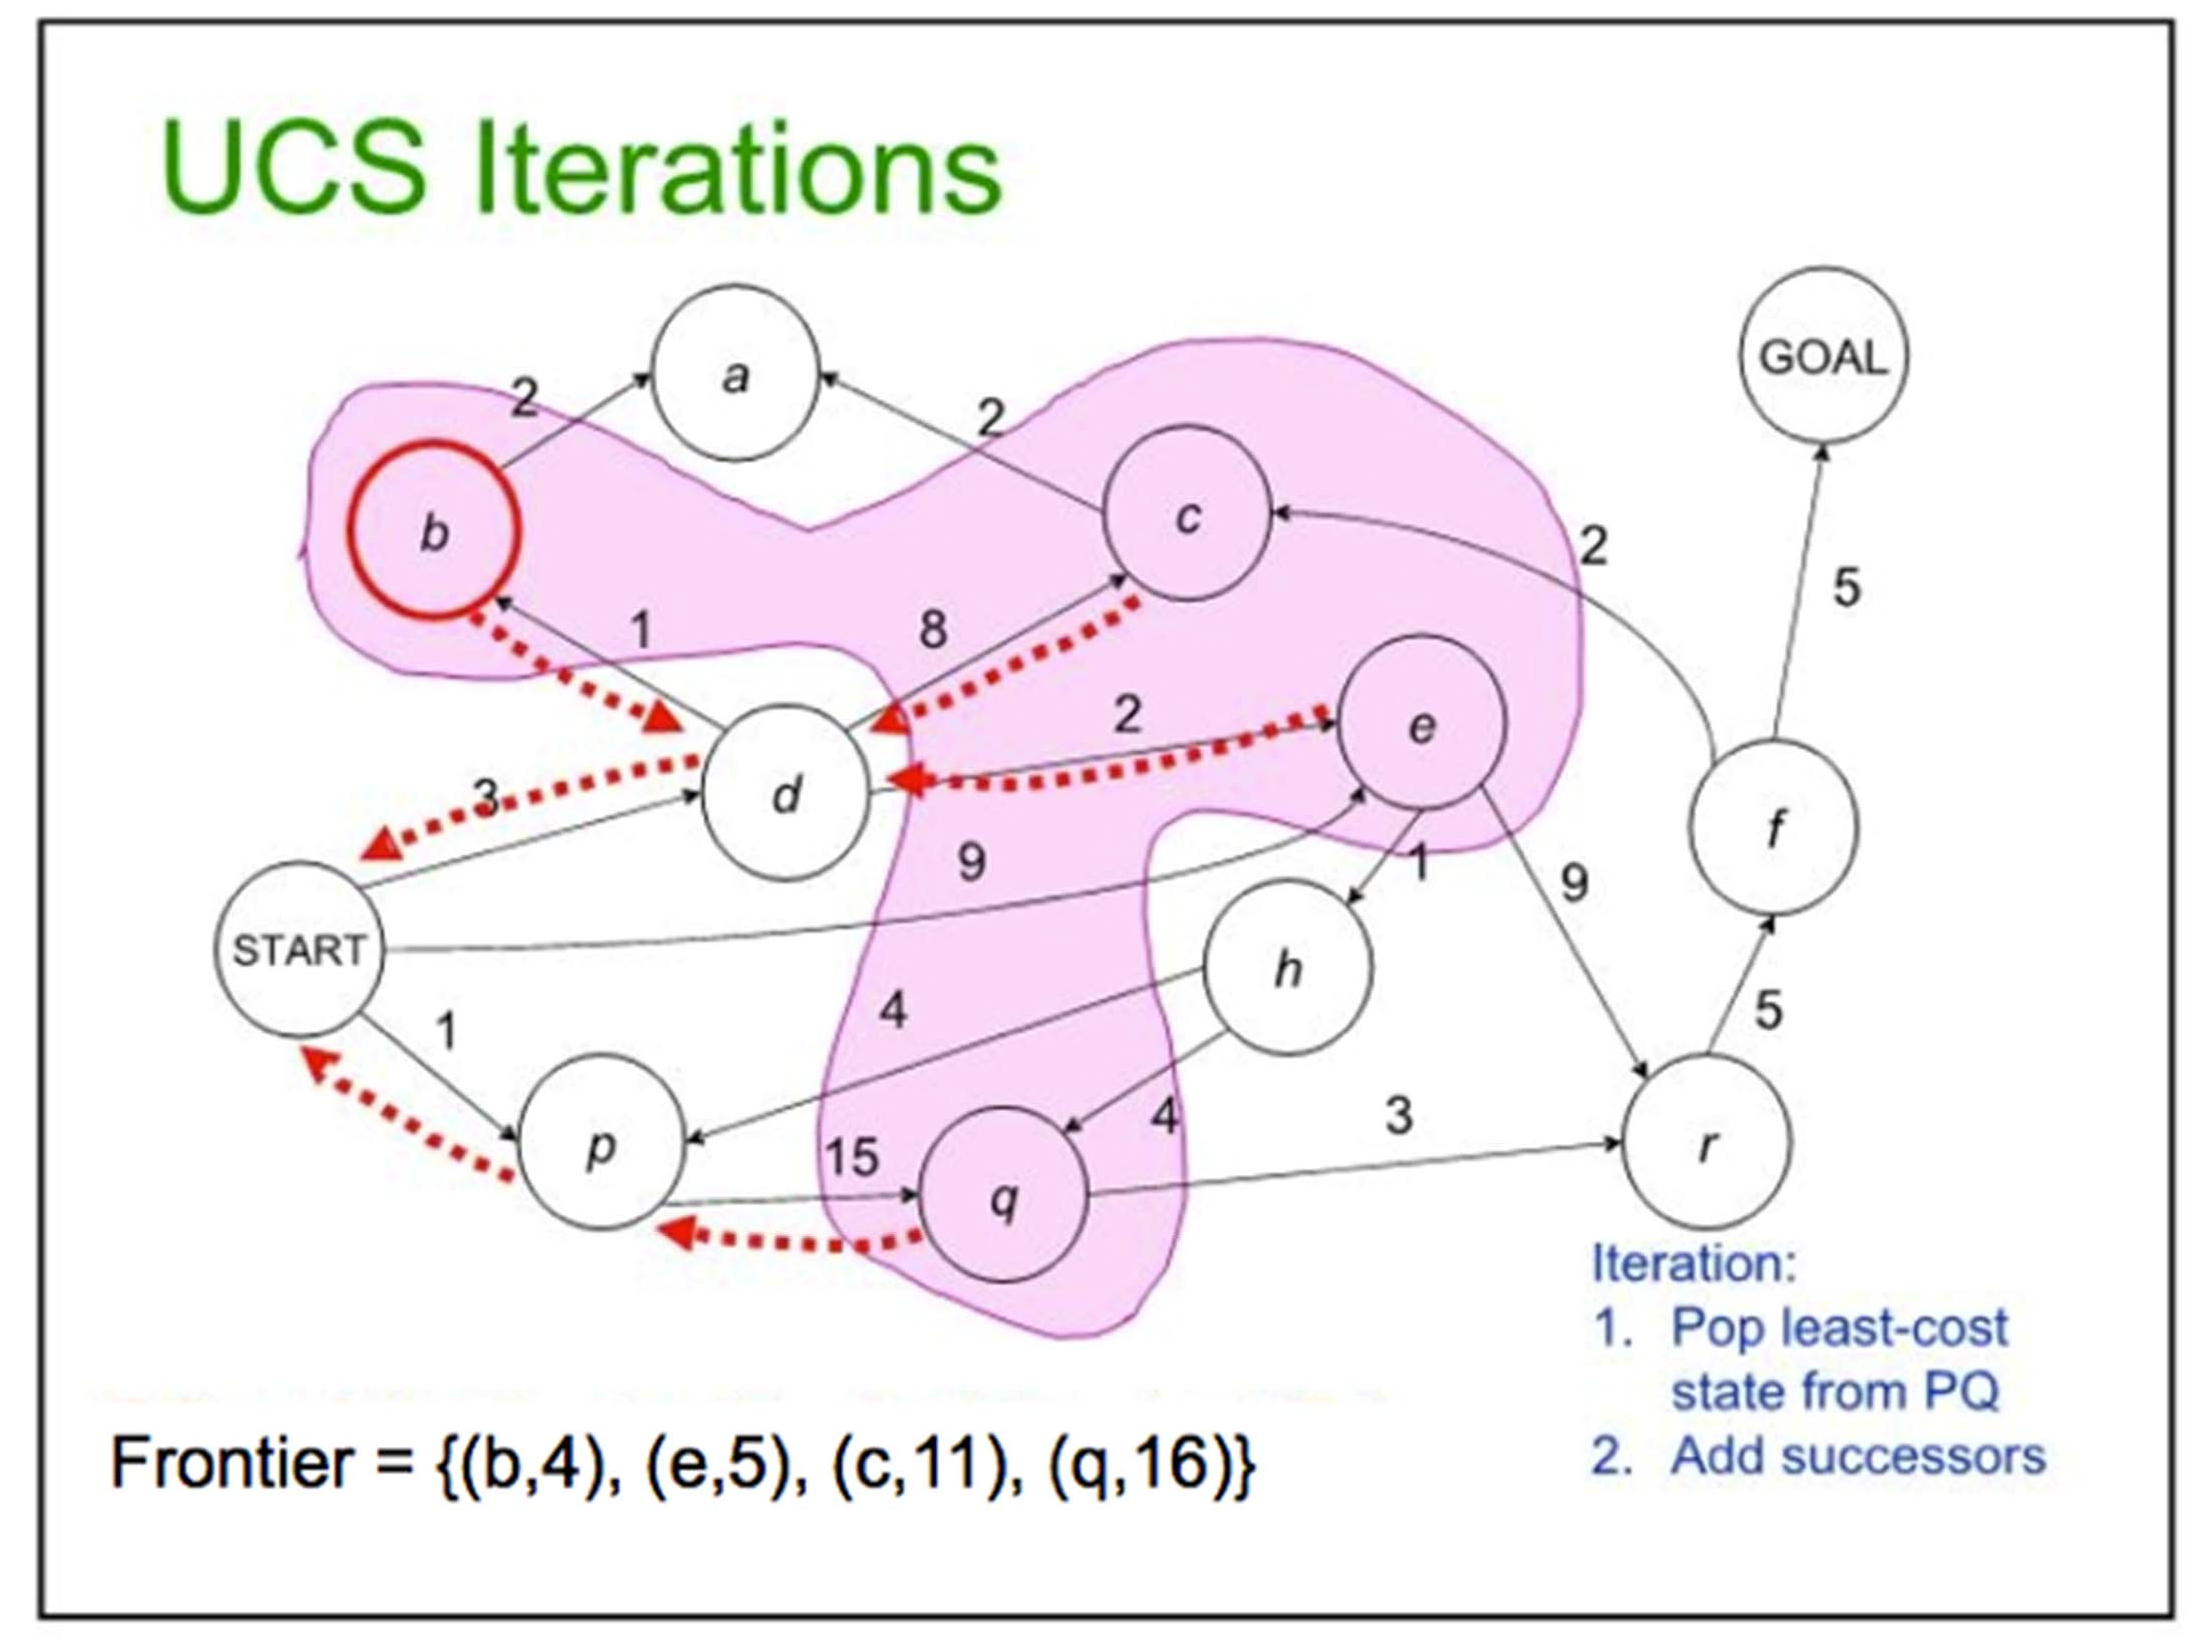 UCS Iterations
a
GOAL
2
2
b
c
2
5
1
8
2
e
3
d
f
9
1
9
START
h
4
5
1
p
15
4
3
q
r
Iteration:
1. Pop least-cost
state from PQ
2. Add successors
Frontier = {(b,4), (e,5), (c,11), (q,16)}